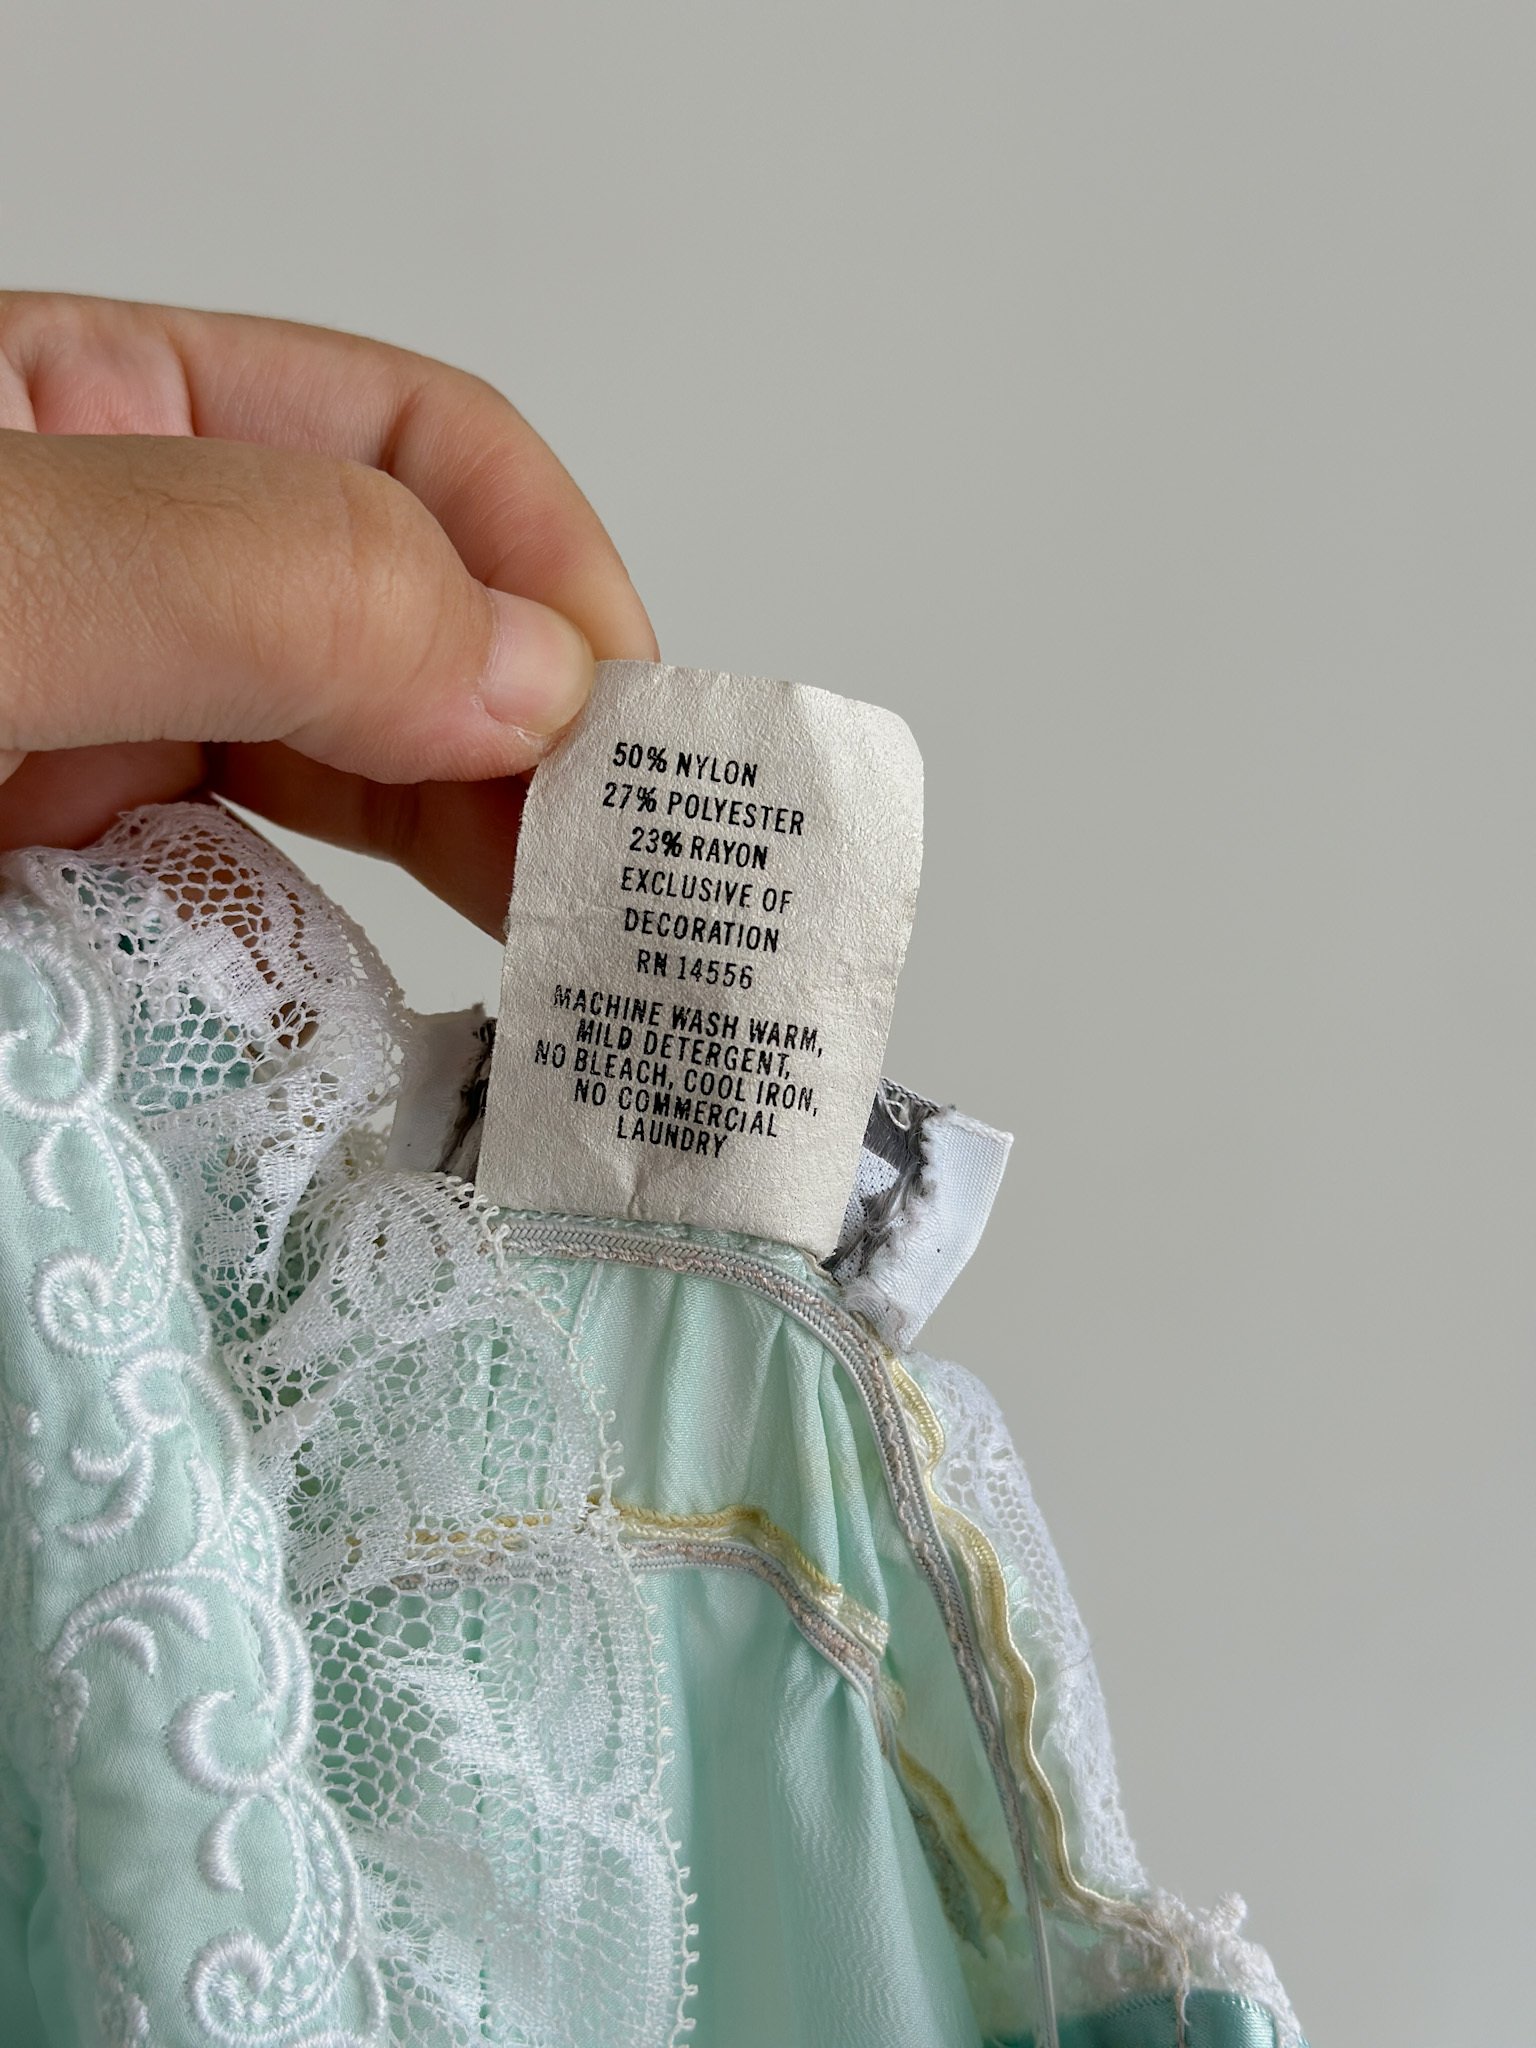 50% NYLON
27% POLYESTER
23% RAYON
EXCLUSIVE OF
DECORATION
RN 14556
MACHINE WASH WARM,
MILD DETERGENT,
NO BLEACH, COOL IRON,
NO COMMERCIAL
LAUNDRY